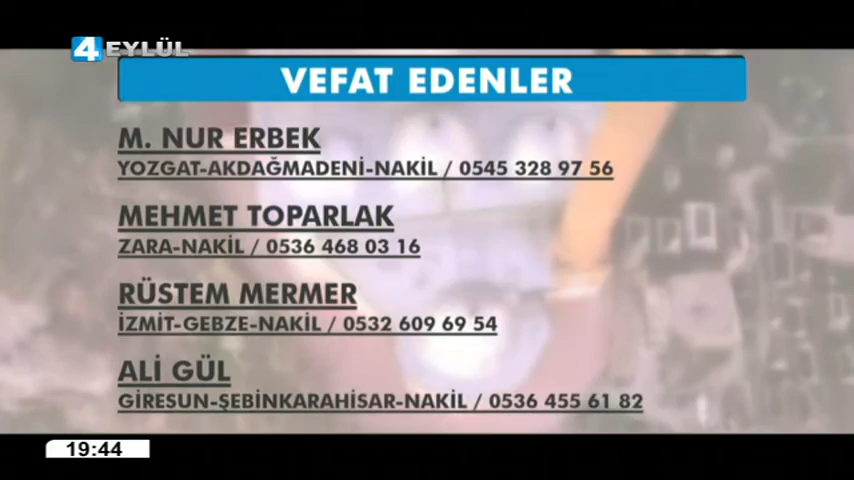 4 EYLÜL
VEFAT EDENLER
M. NUR ERBEK
YOZGAT-AKDAĞMADENİ-NAKİL / 0545 328 97 56
MEHMET TOPARLAK
ZARA-NAKİL / 0536 468 03 16
RÜSTEM MERMER
İZMİT-GEBZE-NAKİL / 0532 609 69 54
ALİ GÜL
GİRESUN-ŞEBİNKARAHİSAR-NAKİL / 0536 455 61 82
19:44